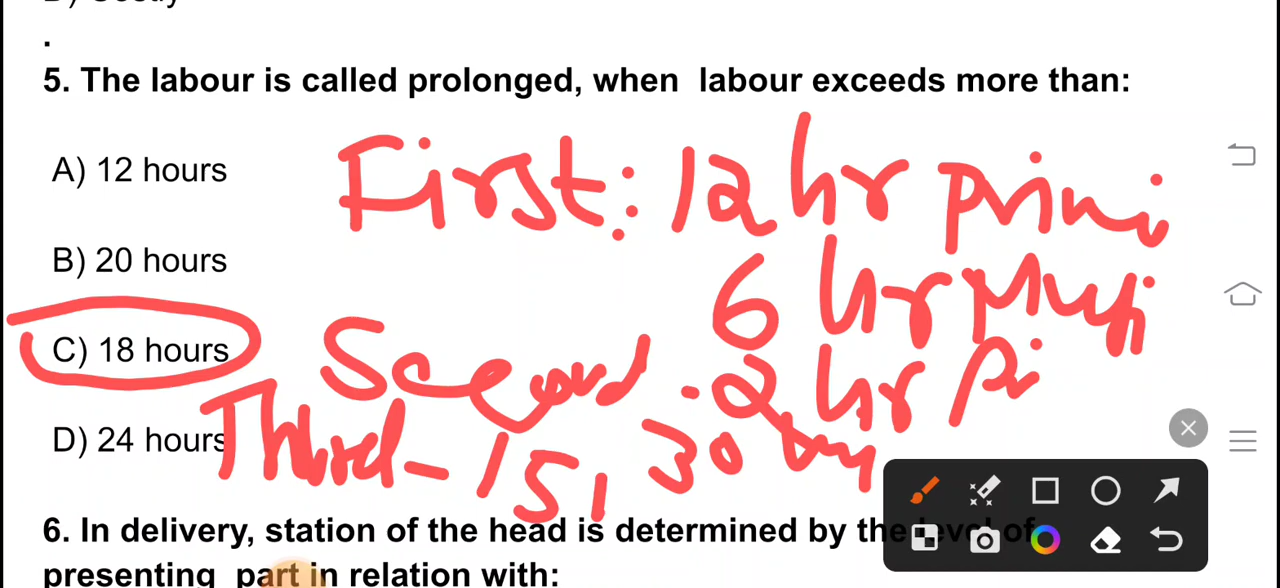 .
5. The labour is called prolonged, when labour exceeds more than:
A) 12 hours
First: 12 hr primi
B) 20 hours
6 hr Multi
C) 18 hours
Second - 2 hr
D) 24 hours
Third - 15, 30
6. In delivery, station of the head is determined by the level of
presenting part in relation with: